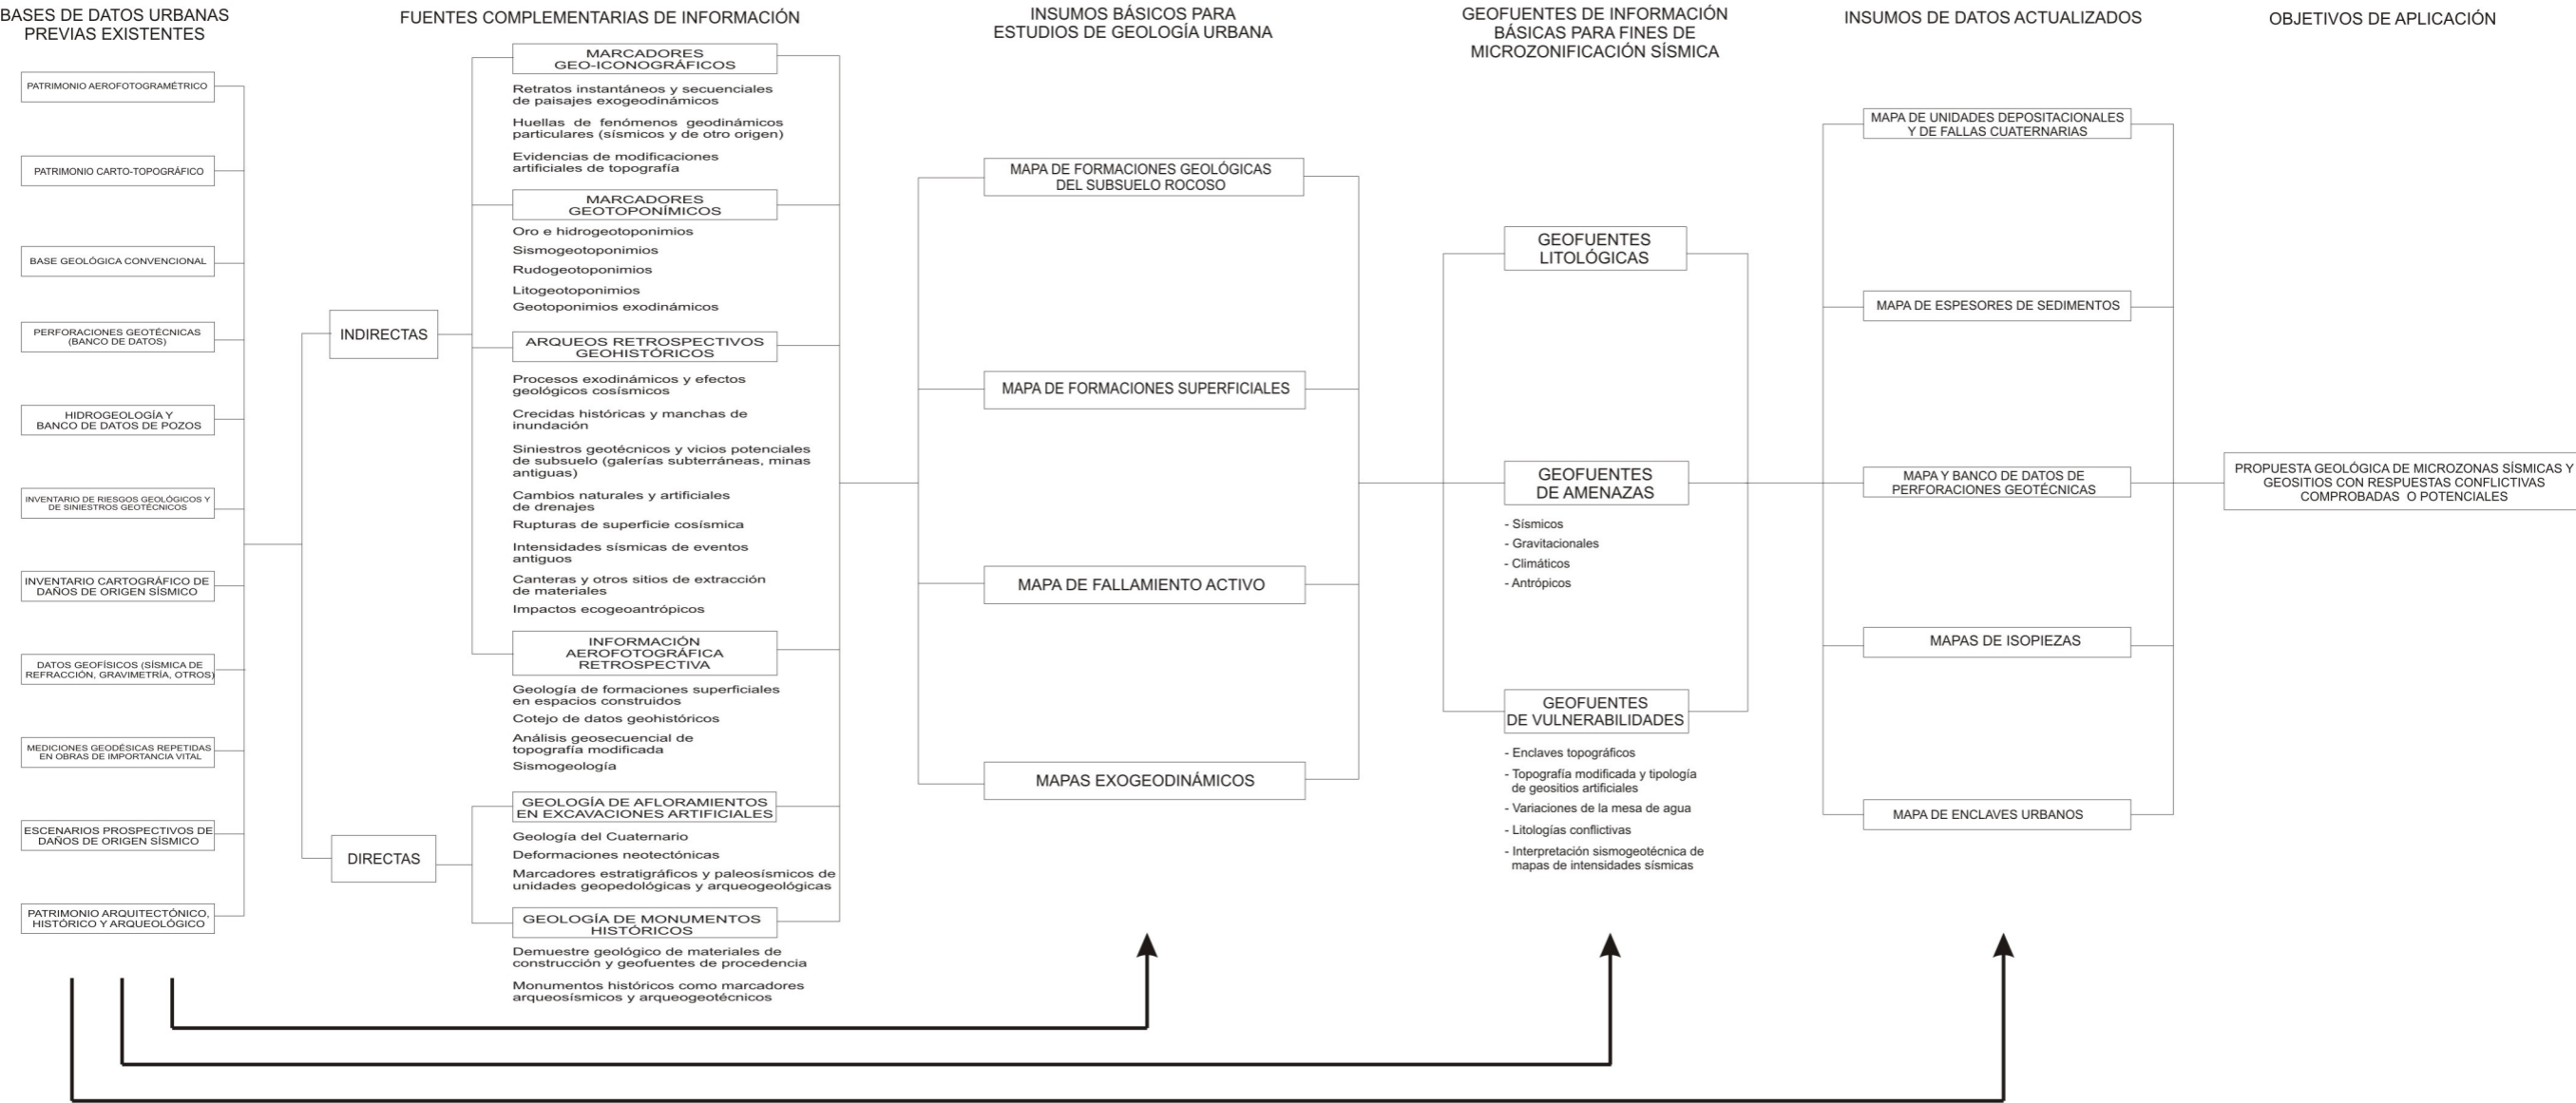 BASES DE DATOS URBANAS
PREVIAS EXISTENTES
PATRIMONIO AEROFOTOGRAMÉTRICO
PATRIMONIO CARTO-TOPOGRÁFICO
BASE GEOLÓGICA CONVENCIONAL
PERFORACIONES GEOTÉCNICAS
(BANCO DE DATOS)
HIDROGEOLOGÍA Y
BANCO DE DATOS DE POZOS
INVENTARIO DE RIESGOS GEOLÓGICOS Y
DE SINIESTROS GEOTÉCNICOS
INVENTARIO CARTOGRÁFICO DE
DAÑOS DE ORIGEN SÍSMICO
DATOS GEOFÍSICOS (SÍSMICA DE
REFRACCIÓN, GRAVIMETRÍA, OTROS)
MEDICIONES GEODÉSICAS REPETIDAS
EN OBRAS DE IMPORTANCIA VITAL
ESCENARIOS PROSPECTIVOS DE
DAÑOS DE ORIGEN SÍSMICO
PATRIMONIO ARQUITECTÓNICO,
HISTÓRICO Y ARQUEOLÓGICO
FUENTES COMPLEMENTARIAS DE INFORMACIÓN
INDIRECTAS
MARCADORES
GEO-ICONOGRÁFICOS
Retratos instantáneos y secuenciales
de paisajes exogeodinámicos
Huellas de fenómenos geodinámicos
particulares (sísmicos y de otro origen)
Evidencias de modificaciones
artificiales de topografía
MARCADORES
GEOTOPONÍMICOS
Oro e hidrogeotoponimios
Sismogeotoponimios
Rudogeotoponimios
Litogeotoponimios
Geotoponimios exodinámicos
ARQUEOS RETROSPECTIVOS
GEOHISTÓRICOS
Procesos exodinámicos y efectos
geológicos cosísmicos
Crecidas históricas y manchas de
inundación
Siniestros geotécnicos y vicios potenciales
de subsuelo (galerías subterráneas, minas
antiguas)
Cambios naturales y artificiales
de drenajes
Rupturas de superficie cosísmica
Intensidades sísmicas de eventos
antiguos
Canteras y otros sitios de extracción
de materiales
Impactos ecogeoantrópicos
INFORMACIÓN
AEROFOTOGRÁFICA
RETROSPECTIVA
Geología de formaciones superficiales
en espacios construidos
Cotejo de datos geohistóricos
Análisis geosecuencial de
topografía modificada
Sismogeología
DIRECTAS
GEOLOGÍA DE AFLORAMIENTOS
EN EXCAVACIONES ARTIFICIALES
Geología del Cuaternario
Deformaciones neotectónicas
Marcadores estratigráficos y paleosísmicos de
unidades geopedológicas y arqueogeológicas
GEOLOGÍA DE MONUMENTOS
HISTÓRICOS
Demuestre geológico de materiales de
construcción y geofuentes de procedencia
Monumentos históricos como marcadores
arqueosísmicos y arqueogeotécnicos
INSUMOS BÁSICOS PARA
ESTUDIOS DE GEOLOGÍA URBANA
MAPA DE FORMACIONES GEOLÓGICAS
DEL SUBSUELO ROCOSO
MAPA DE FORMACIONES SUPERFICIALES
MAPA DE FALLAMIENTO ACTIVO
MAPAS EXOGEODINÁMICOS
GEOFUENTES DE INFORMACIÓN
BÁSICAS PARA FINES DE
MICROZONIFICACIÓN SÍSMICA
GEOFUENTES
LITOLÓGICAS
GEOFUENTES
DE AMENAZAS
- Sísmicos
- Gravitacionales
- Climáticos
- Antrópicos
GEOFUENTES
DE VULNERABILIDADES
- Enclaves topográficos
- Topografía modificada y tipología
de geositios artificiales
- Variaciones de la mesa de agua
- Litologías conflictivas
- Interpretación sismogeotécnica de
mapas de intensidades sísmicas
INSUMOS DE DATOS ACTUALIZADOS
MAPA DE UNIDADES DEPOSITACIONALES
Y DE FALLAS CUATERNARIAS
MAPA DE ESPESORES DE SEDIMENTOS
MAPA Y BANCO DE DATOS DE
PERFORACIONES GEOTÉCNICAS
MAPAS DE ISOPIEZAS
MAPA DE ENCLAVES URBANOS
OBJETIVOS DE APLICACIÓN
PROPUESTA GEOLÓGICA DE MICROZONAS SÍSMICAS Y
GEOSITIOS CON RESPUESTAS CONFLICTIVAS
COMPROBADAS O POTENCIALES